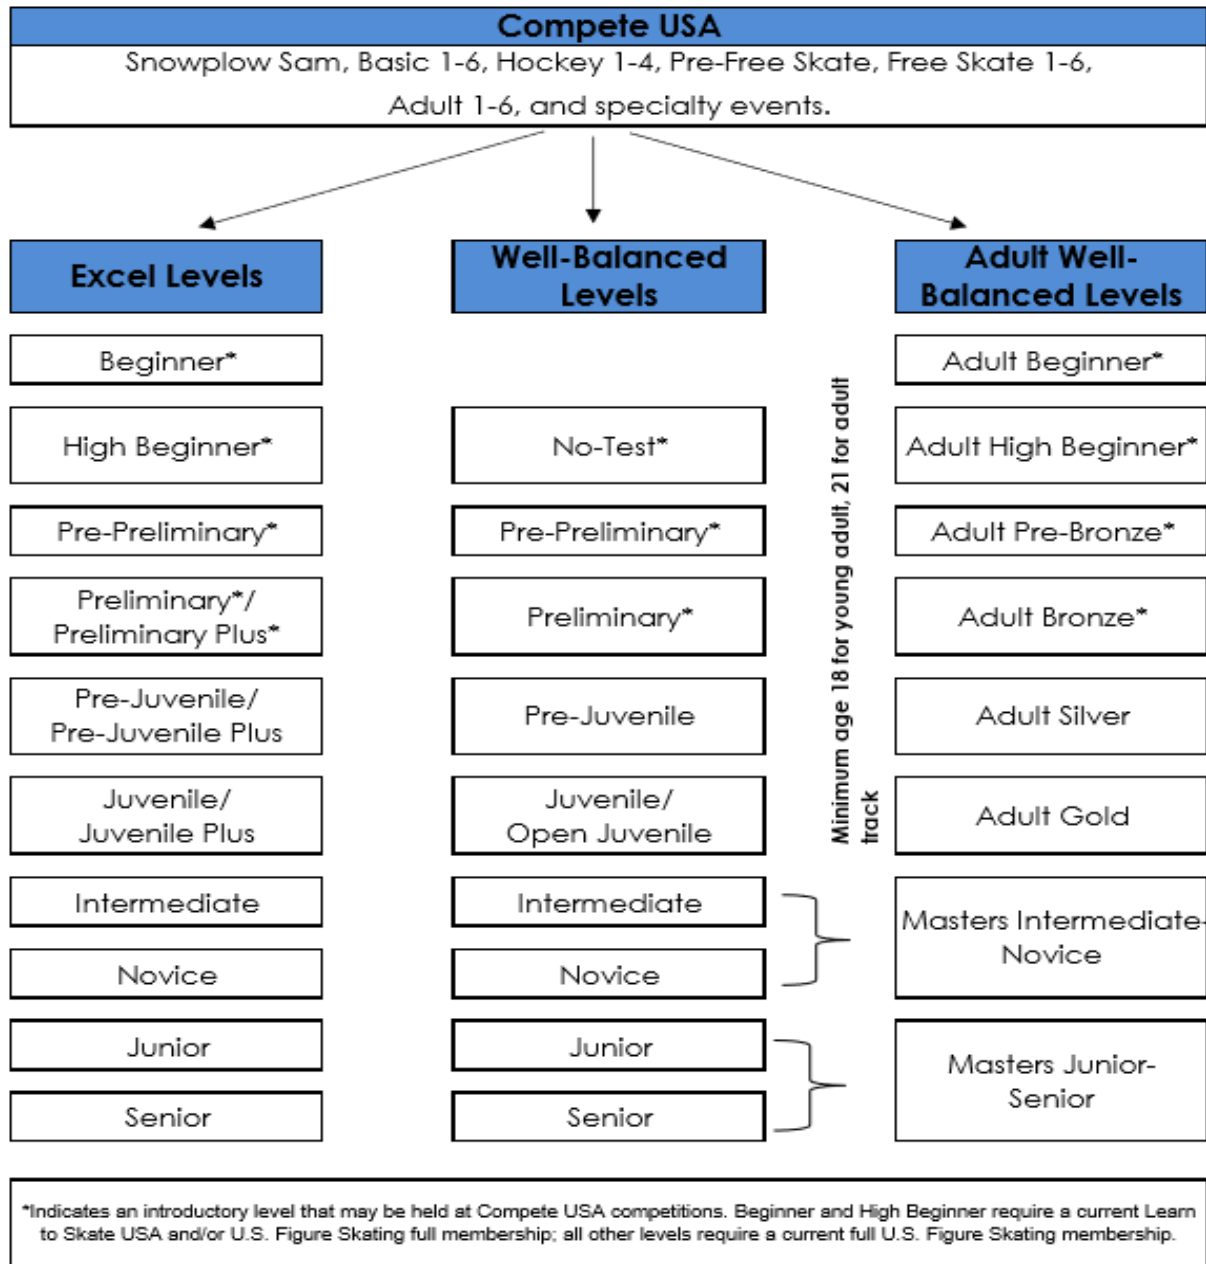 Compete USA
Snowplow Sam, Basic 1-6, Hockey 1-4, Pre-Free Skate, Free Skate 1-6,
Adult 1-6, and specialty events.
Excel Levels
Beginner*
High Beginner*
Pre-Preliminary*
Preliminary*/
Preliminary Plus*
Pre-Juvenile/
Pre-Juvenile Plus
Juvenile/
Juvenile Plus
Intermediate
Novice
Junior
Senior
Well-Balanced
Levels
No-Test*
Pre-Preliminary*
Preliminary*
Pre-Juvenile
Juvenile/
Open Juvenile
Intermediate
Novice
Junior
Senior
Minimum age 18 for young adult, 21 for adult
track
Adult Well-
Balanced Levels
Adult Beginner*
Adult High Beginner*
Adult Pre-Bronze*
Adult Bronze*
Adult Silver
Adult Gold
Masters Intermediate-
Novice
Masters Junior-
Senior
*Indicates an introductory level that may be held at Compete USA competitions. Beginner and High Beginner require a current Learn
to Skate USA and/or U.S. Figure Skating full membership; all other levels require a current full U.S. Figure Skating membership.